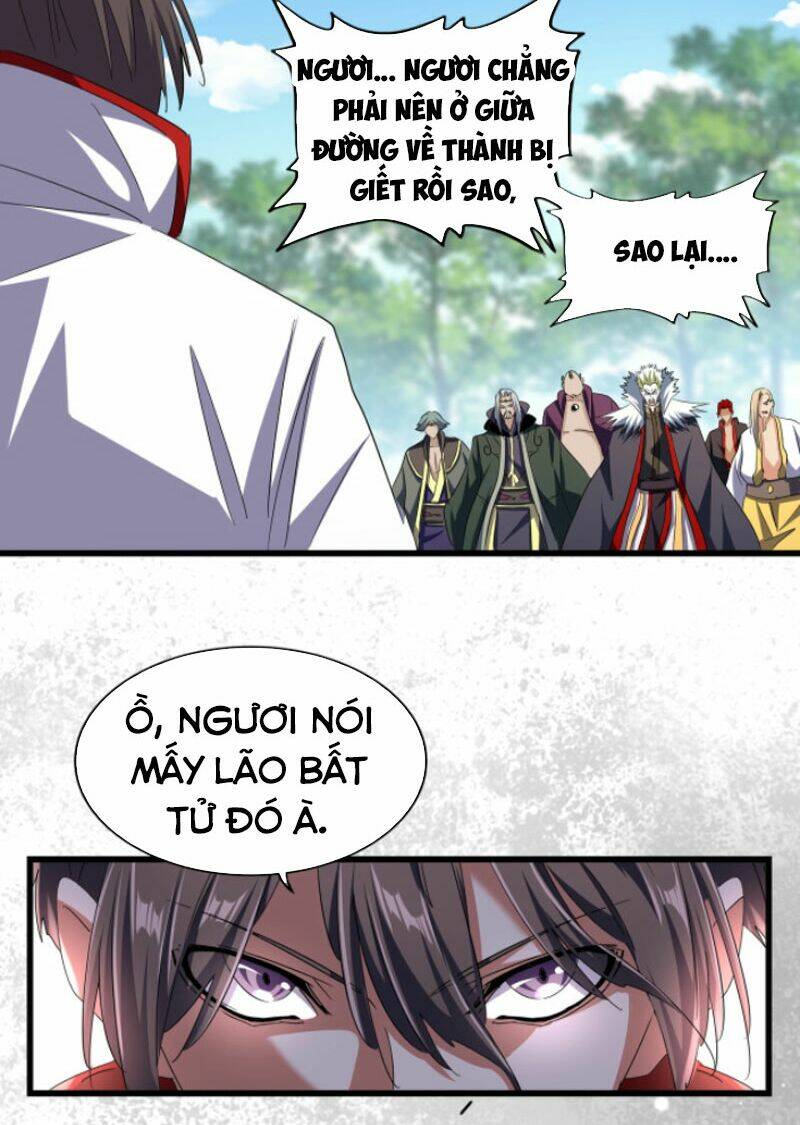 NGƯƠI... NGƯƠI CHẲNG
PHẢI NÊN Ở GIỮA
ĐƯỜNG VỀ THÀNH BỊ
GIẾT RỒI SAO,
SAO LẠI....
Ồ, NGƯƠI NÓI
MẤY LÃO BẤT
TỬ ĐÓ À.